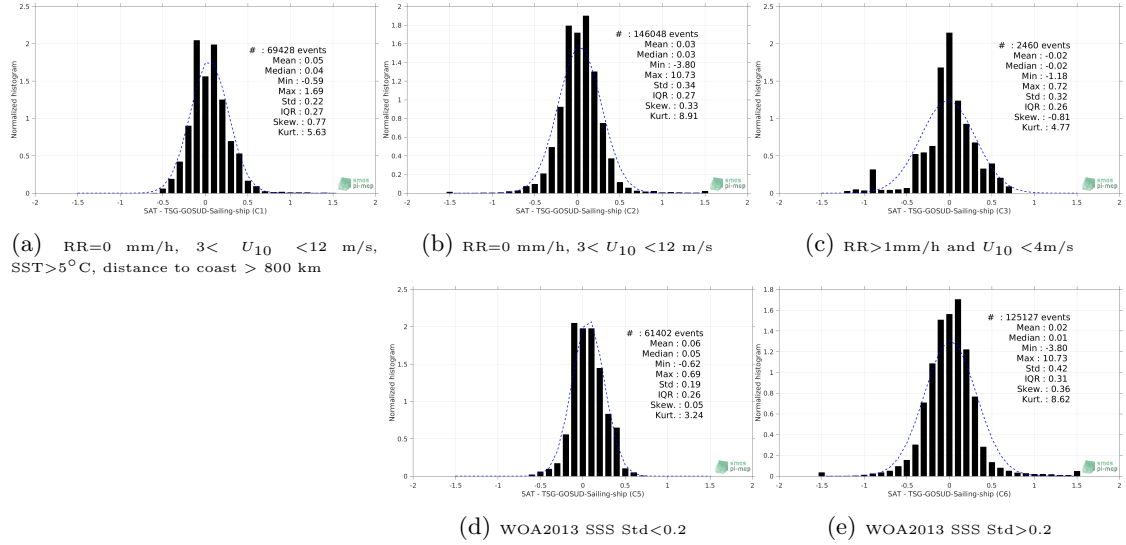 2.5
2
1.5
1
0.5
0
Normalized histogram
# : 69428 events
Mean : 0.05
Median : 0.04
Min : -0.59
Max : 1.69
Std : 0.22
IQR : 0.27
Skew. : 0.77
Kurt. : 5.63
smos
pi-mep
-2 -1.5 -1 -0.5 0 0.5 1 1.5 2
SAT - TSG-GOSUD-Sailing-ship (C1)
(a) RR=0 mm/h, 3< U10 <12 m/s,
SST>5°C, distance to coast > 800 km
2
1.8
1.6
1.4
1.2
1
0.8
0.6
0.4
0.2
0
Normalized histogram
# : 146048 events
Mean : 0.03
Median : 0.03
Min : -3.80
Max : 10.73
Std : 0.34
IQR : 0.27
Skew. : 0.33
Kurt. : 8.91
smos
pi-mep
-2 -1.5 -1 -0.5 0 0.5 1 1.5 2
SAT - TSG-GOSUD-Sailing-ship (C2)
(b) RR=0 mm/h, 3< U10 <12 m/s
2.5
2
1.5
1
0.5
0
Normalized histogram
# : 2460 events
Mean : -0.02
Median : -0.02
Min : -1.18
Max : 0.72
Std : 0.32
IQR : 0.26
Skew. : -0.81
Kurt. : 4.77
smos
pi-mep
-2 -1.5 -1 -0.5 0 0.5 1 1.5 2
SAT - TSG-GOSUD-Sailing-ship (C3)
(c) RR>1mm/h and U10 <4m/s
2.5
2
1.5
1
0.5
0
Normalized histogram
# : 61402 events
Mean : 0.06
Median : 0.05
Min : -0.62
Max : 0.69
Std : 0.19
IQR : 0.26
Skew. : 0.05
Kurt. : 3.24
smos
pi-mep
-2 -1.5 -1 -0.5 0 0.5 1 1.5 2
SAT - TSG-GOSUD-Sailing-ship (C5)
(d) WOA2013 SSS Std<0.2
1.8
1.6
1.4
1.2
1
0.8
0.6
0.4
0.2
0
Normalized histogram
# : 125127 events
Mean : 0.02
Median : 0.01
Min : -3.80
Max : 10.73
Std : 0.42
IQR : 0.31
Skew. : 0.36
Kurt. : 8.62
smos
pi-mep
-2 -1.5 -1 -0.5 0 0.5 1 1.5 2
SAT - TSG-GOSUD-Sailing-ship (C6)
(e) WOA2013 SSS Std>0.2